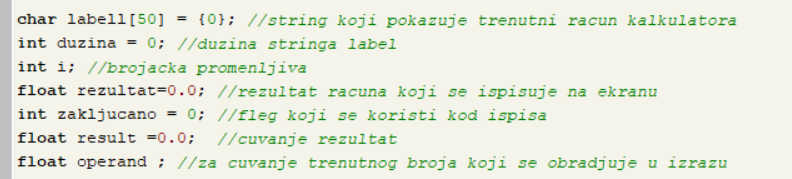 char labell[50] = {0}; //string koji pokazuje trenutni racun kalkulatora
int duzina = 0; //duzina stringa label
int i; //brojacka promenljiva
float rezultat=0.0; //rezultat racuna koji se ispisuje na ekranu
int zakljucano = 0; //fleg koji se koristi kod ispisa
float result =0.0;  //cuvanje rezultat
float operand ; //za cuvanje trenutnog broja koji se obradjuje u izrazu